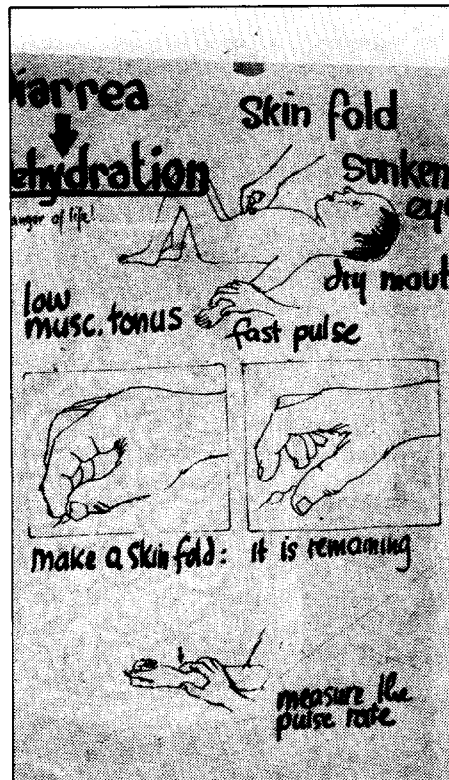 iarrea
ehydration
anger of life!
Skin fold
Sunken
eye
dry mout
low
musc. tonus
fast pulse
make a skin fold: it is remaining
measure the
pulse rate